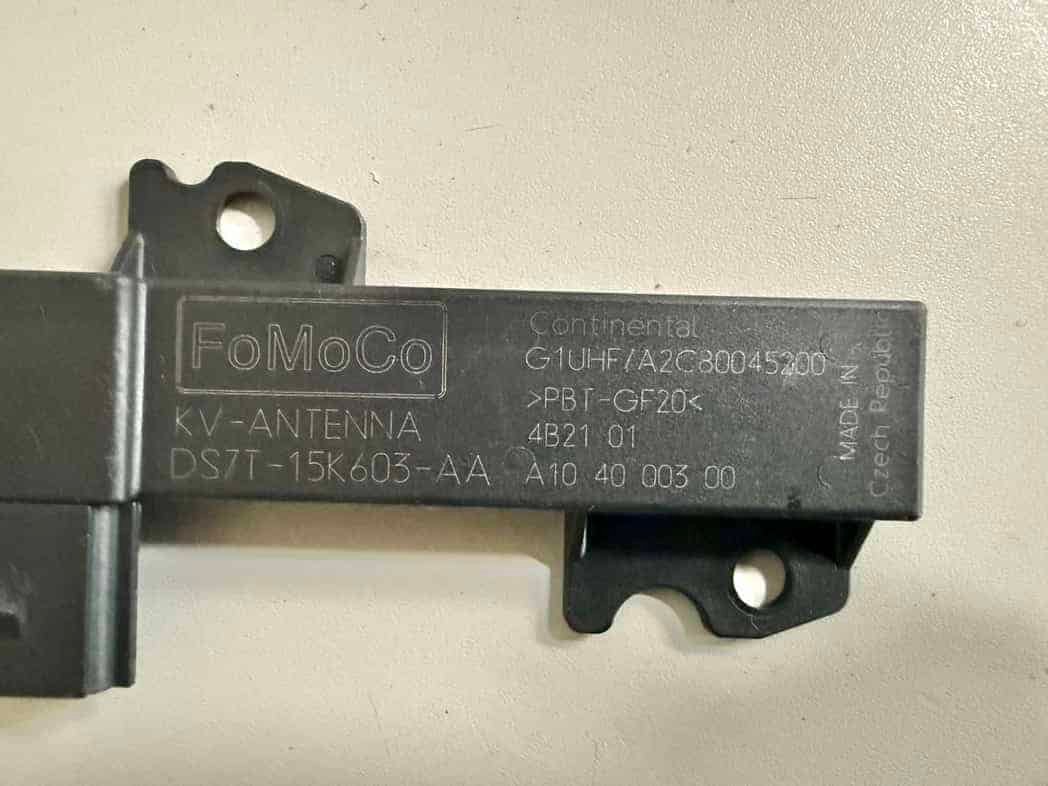 FoMoCo
KV-ANTENNA
DS7T-15K603-AA
Continental
G1UHF/A2C80045200
>PBT-GF20<
4B21 01
A10 40 003 00
MADE IN
Czech Republic